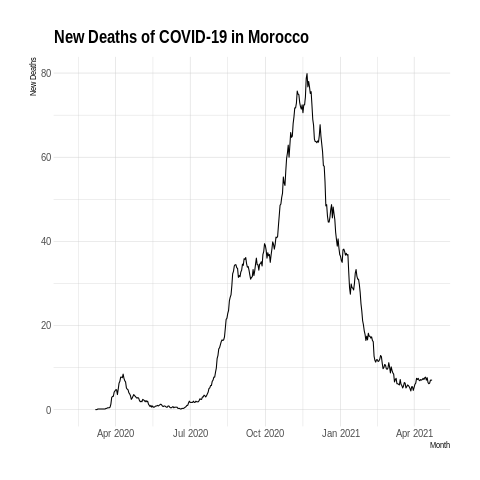 New Deaths of COVID-19 in Morocco
New Deaths
80
60
40
20
0
Apr 2020 Jul 2020 Oct 2020 Jan 2021 Apr 2021
Month